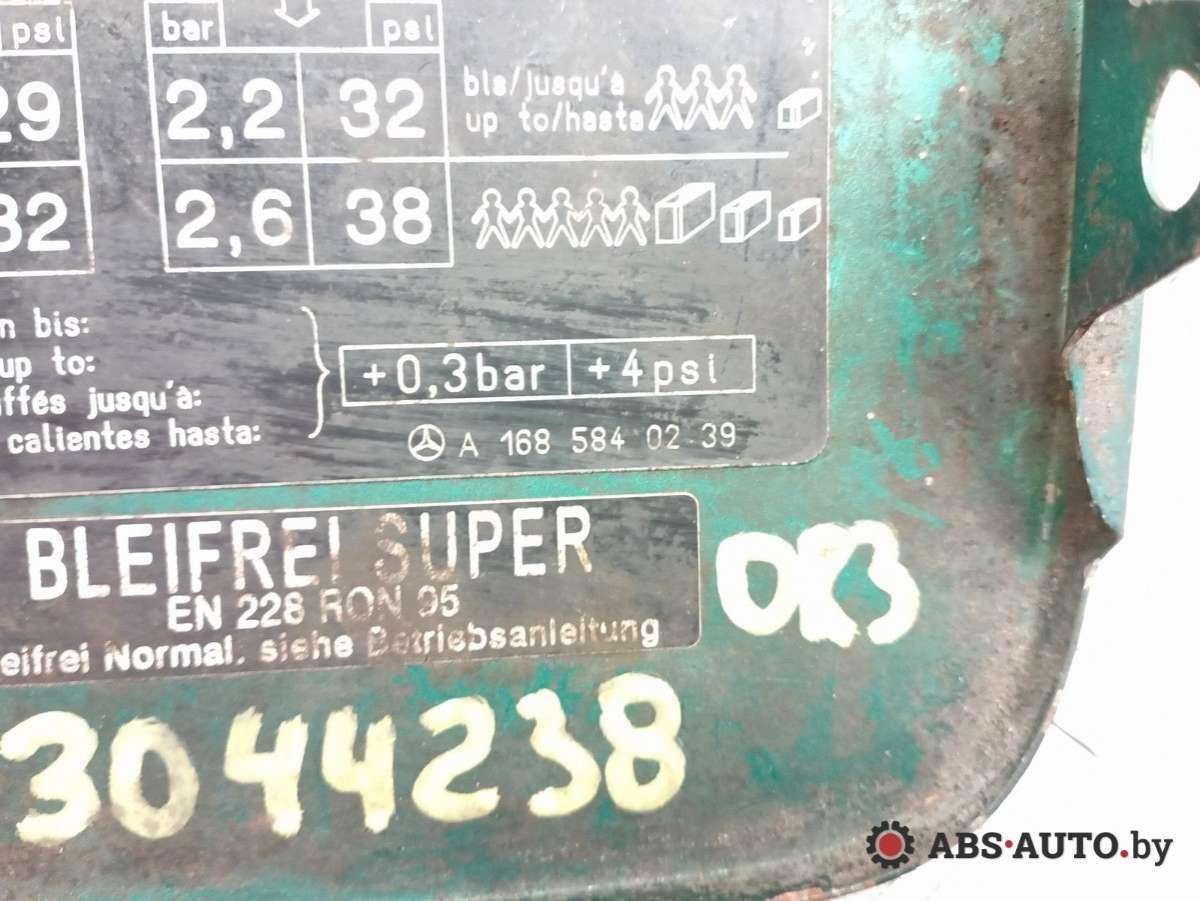 psi bar psi
29 2,2 32 bis/jusqu'à
up to/hasta
32 2,6 38
n bis:
up to:
ffés jusqu'à:
calientes hasta:
+0,3bar +4psi
A 168 584 02 39
BLEIFREI SUPER
EN 228 RON 95
eifrei Normal. siehe Betriebsanleitung
3044238
ABS·AUTO.by